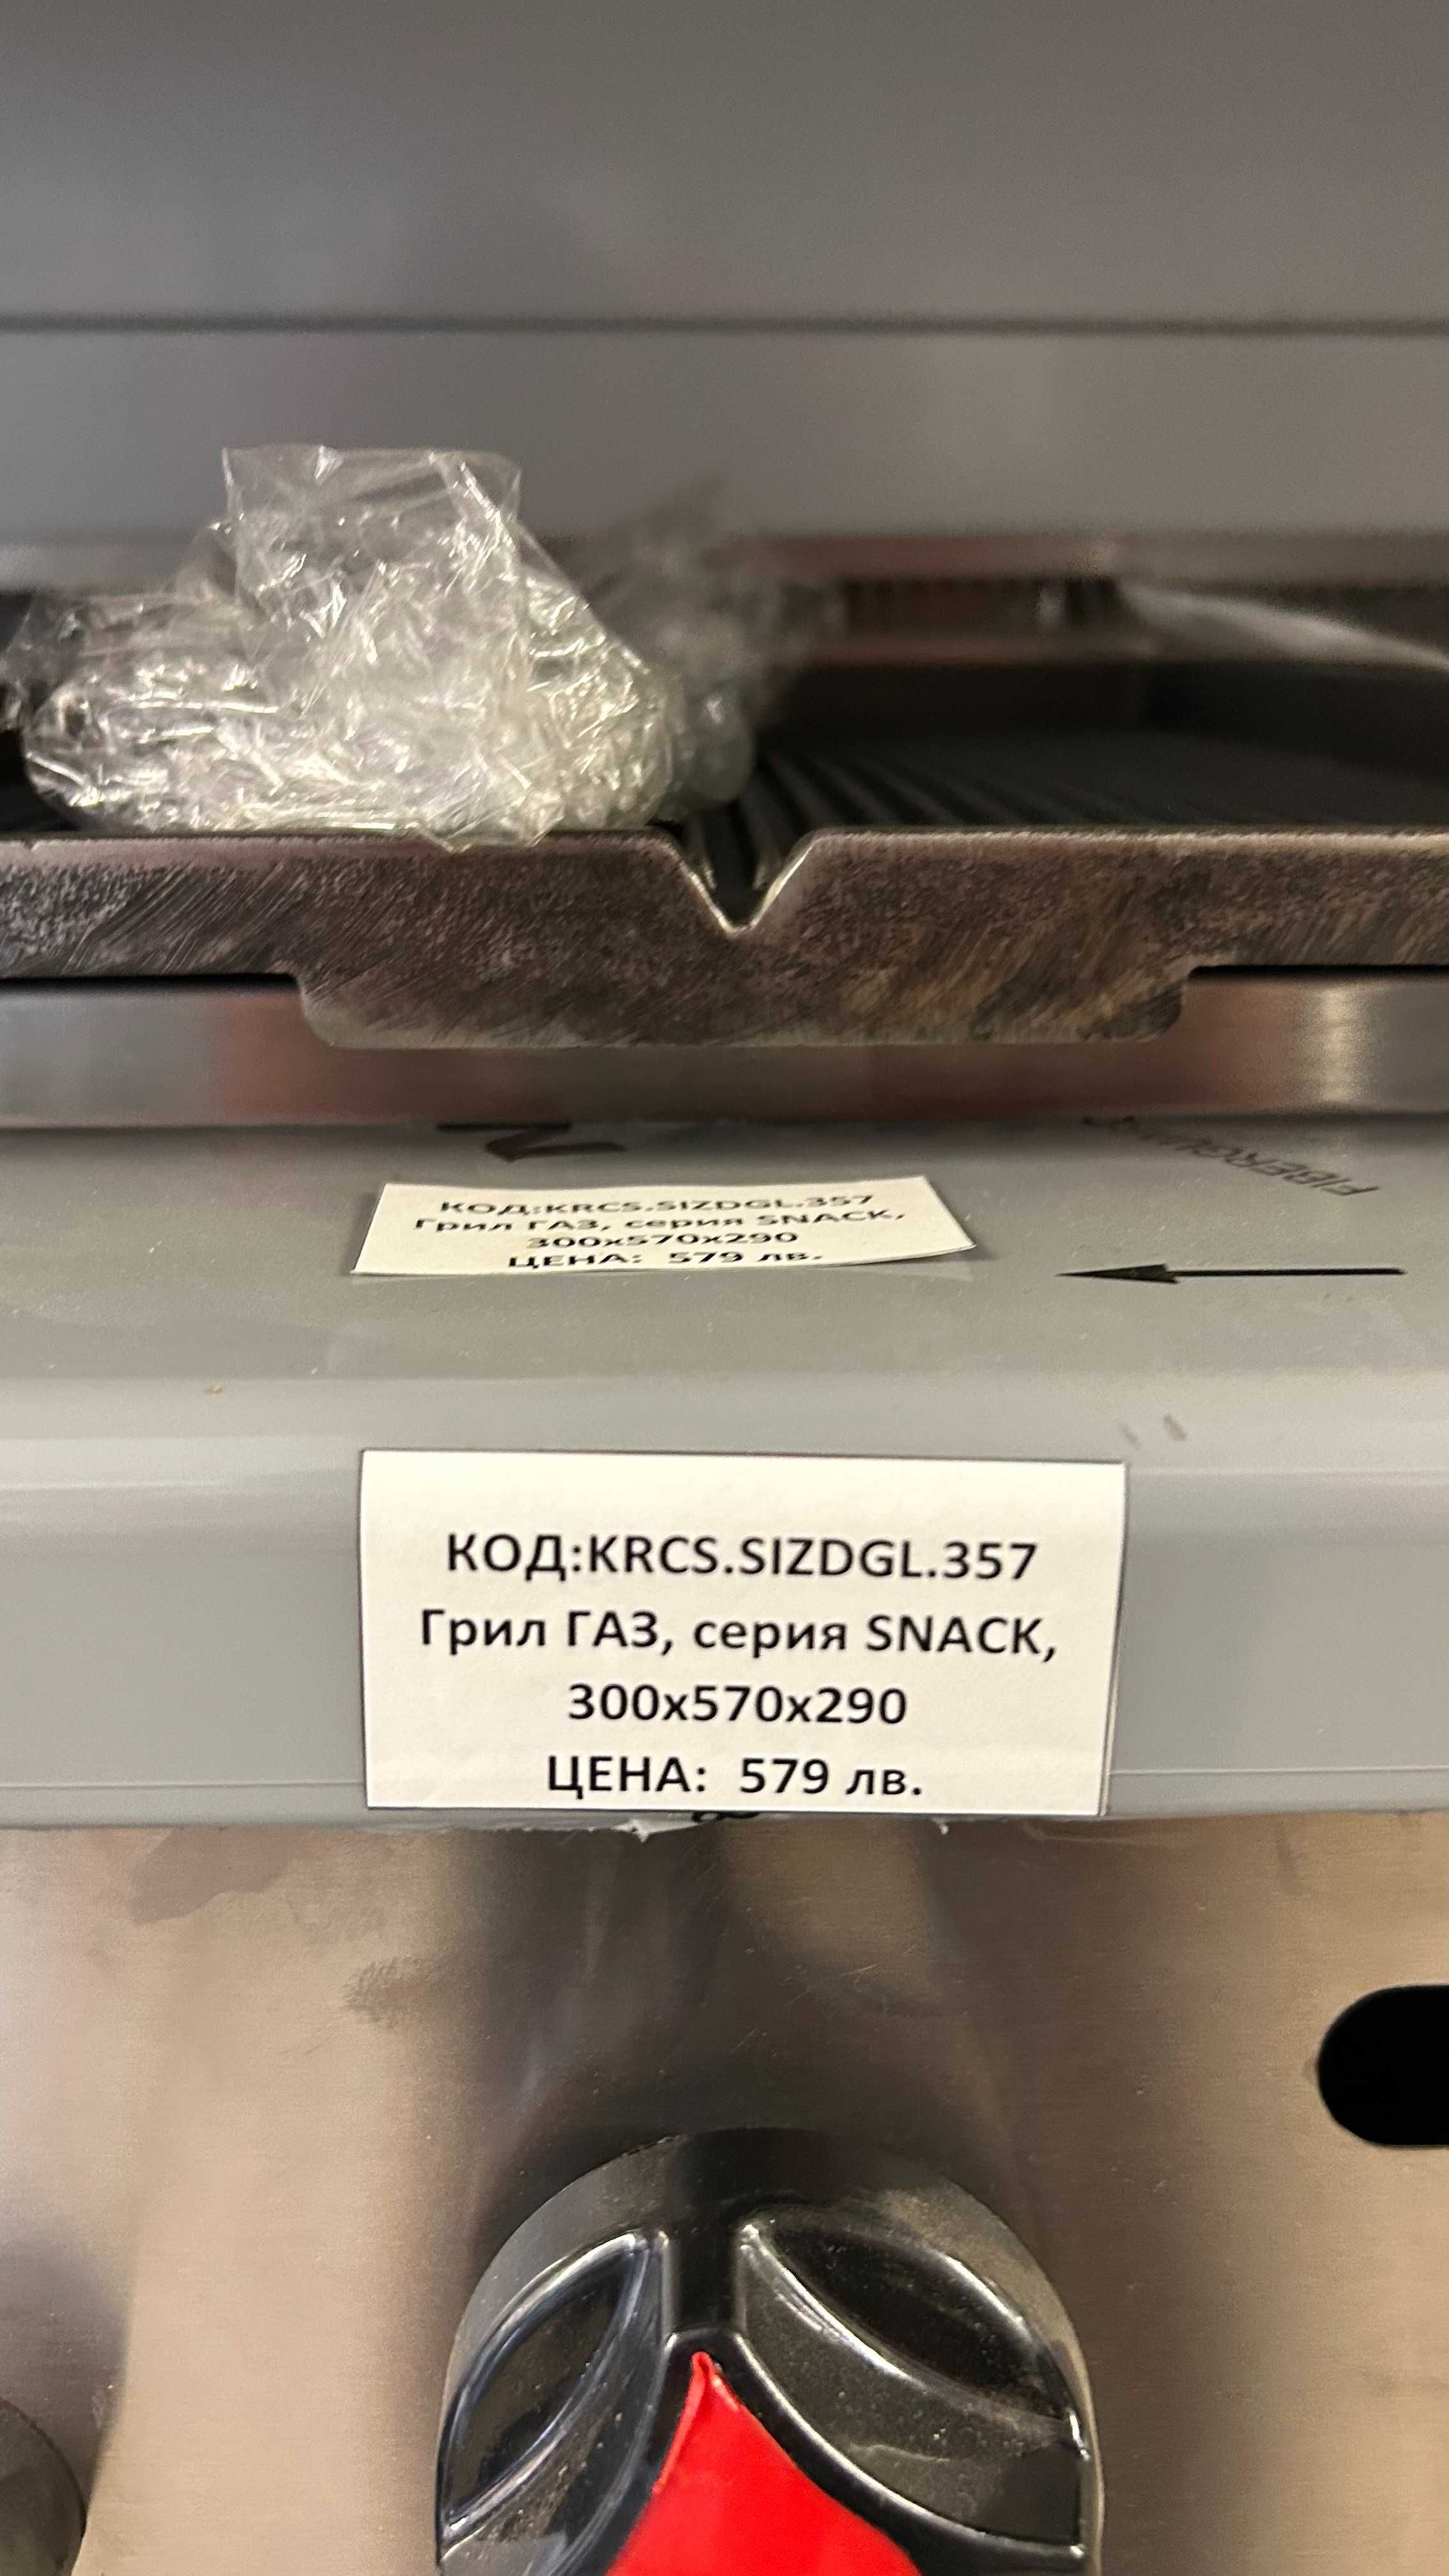 КОД:KRCS.SIZDGL.357
Грил ГАЗ, серия SNACK,
300x570x290
ЦЕНА: 579 лв.
КОД:KRCS.SIZDGL.357
Грил ГАЗ, серия SNACK,
300x570x290
ЦЕНА: 579 лв.